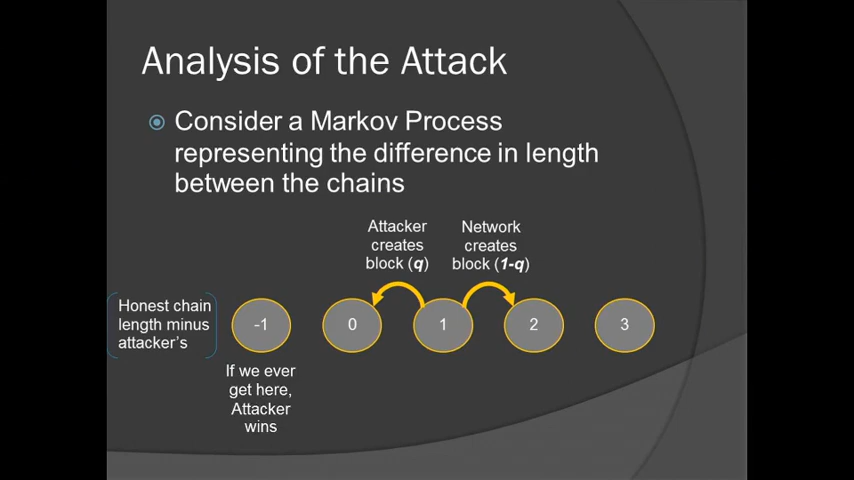 Analysis of the Attack
Consider a Markov Process
representing the difference in length
between the chains
Attacker
creates
block (q)
Network
creates
block (1-q)
Honest chain
length minus
attacker's
-1
0
1
2
3
If we ever
get here,
Attacker
wins